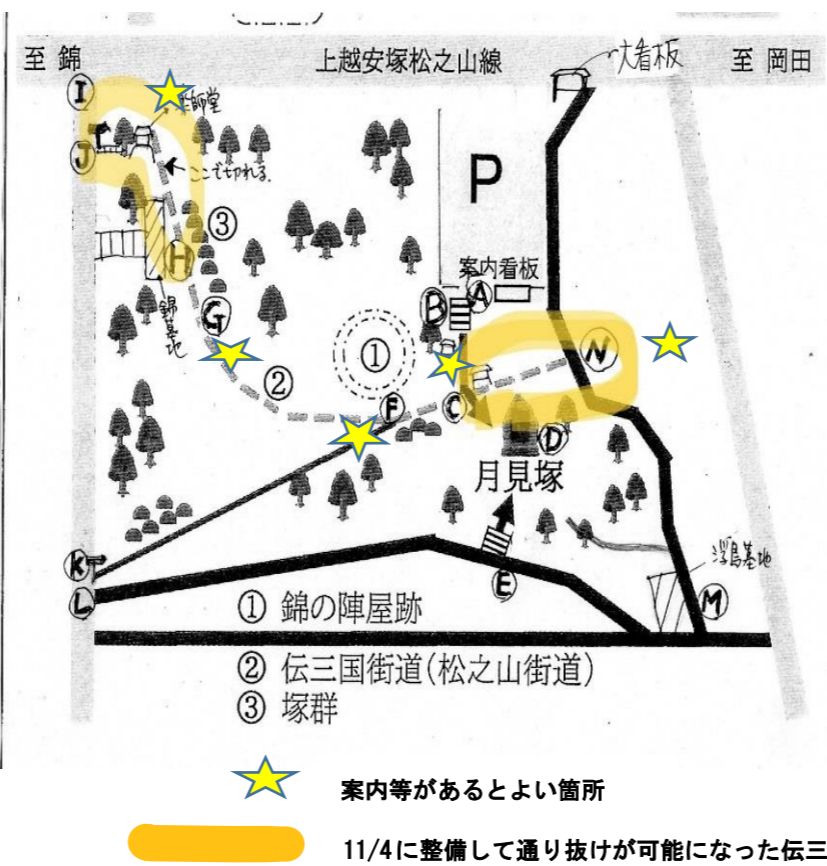 至 錦
上越安塚松之山線
大看板
至 岡田
I
J
師堂
ここで切れる.
P
③
案内看板
H
B
A
G
錦墓地
①
N
②
F
C
D
月見塚
K
L
E
浮島墓地
M
① 錦の陣屋跡
② 伝三国街道(松之山街道)
③ 塚群
案内等があるとよい箇所
11/4に整備して通り抜けが可能になった伝三